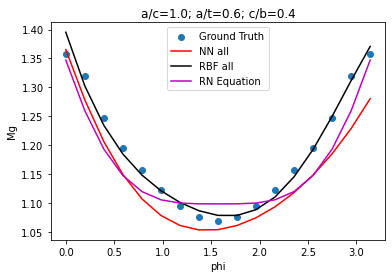 a/c=1.0; a/t=0.6; c/b=0.4
Ground Truth
NN all
RBF all
RN Equation
Mg
1.40
1.35
1.30
1.25
1.20
1.15
1.10
1.05
0.0
0.5
1.0
1.5
2.0
2.5
3.0
phi